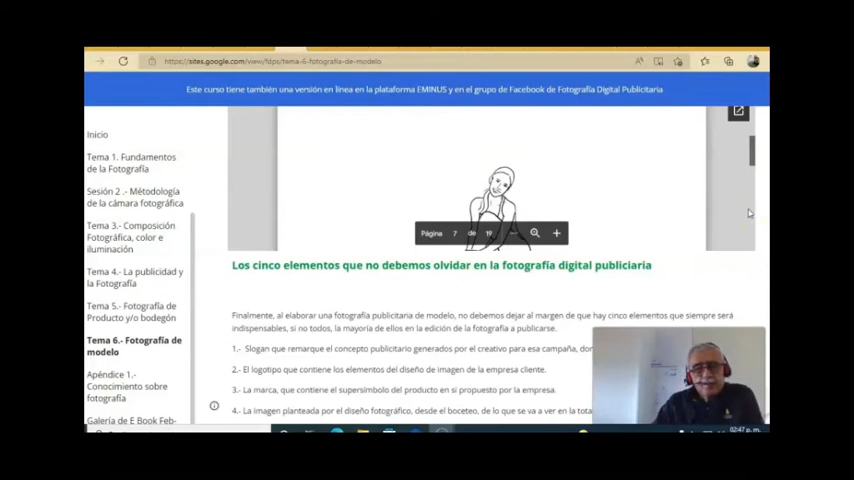 https://sites.google.com/view/fdps/tema-6-fotografía-de-modelo
Este curso tiene también una versión en línea en la plataforma EMINUS y en el grupo de Facebook de Fotografía Digital Publicitaria
Inicio
Tema 1. Fundamentos
de la Fotografía
Sesión 2 .- Métodología
de la cámara fotográfica
Tema 3.- Composición
Fotográfica, color e
iluminación
Tema 4.- La publicidad y
la Fotografía
Tema 5.- Fotografía de
Producto y/o bodegón
Tema 6.- Fotografía de
modelo
Apéndice 1.-
Conocimiento sobre
fotografía
Galería de E Book Feb-
Página 7 de 19
Los cinco elementos que no debemos olvidar en la fotografía digital publiciaria
Finalmente, al elaborar una fotografía publicitaria de modelo, no debemos dejar al margen de que hay cinco elementos que siempre será
indispensables, si no todos, la mayoría de ellos en la edición de la fotografía a publicarse.
1.- Slogan que remarque el concepto publicitario generados por el creativo para esa campaña, don
2.- El logotipo que contiene los elementos del diseño de imagen de la empresa cliente.
3.- La marca, que contiene el supersímbolo del producto en si propuesto por la empresa.
4.- La imagen planteada por el diseño fotográfico, desde el boceteo, de lo que se va a ver en la tota
02:47 p. m.